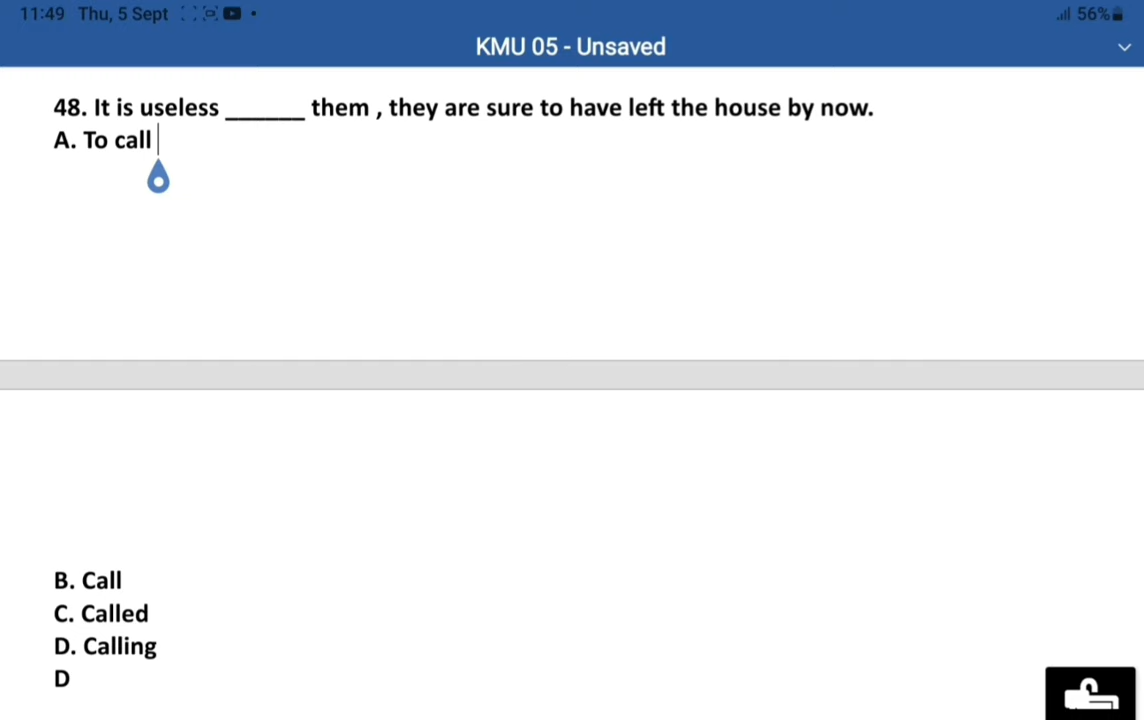 11:49 Thu, 5 Sept 56%
KMU 05 - Unsaved
48. It is useless ______ them , they are sure to have left the house by now.
A. To call
B. Call
C. Called
D. Calling
D